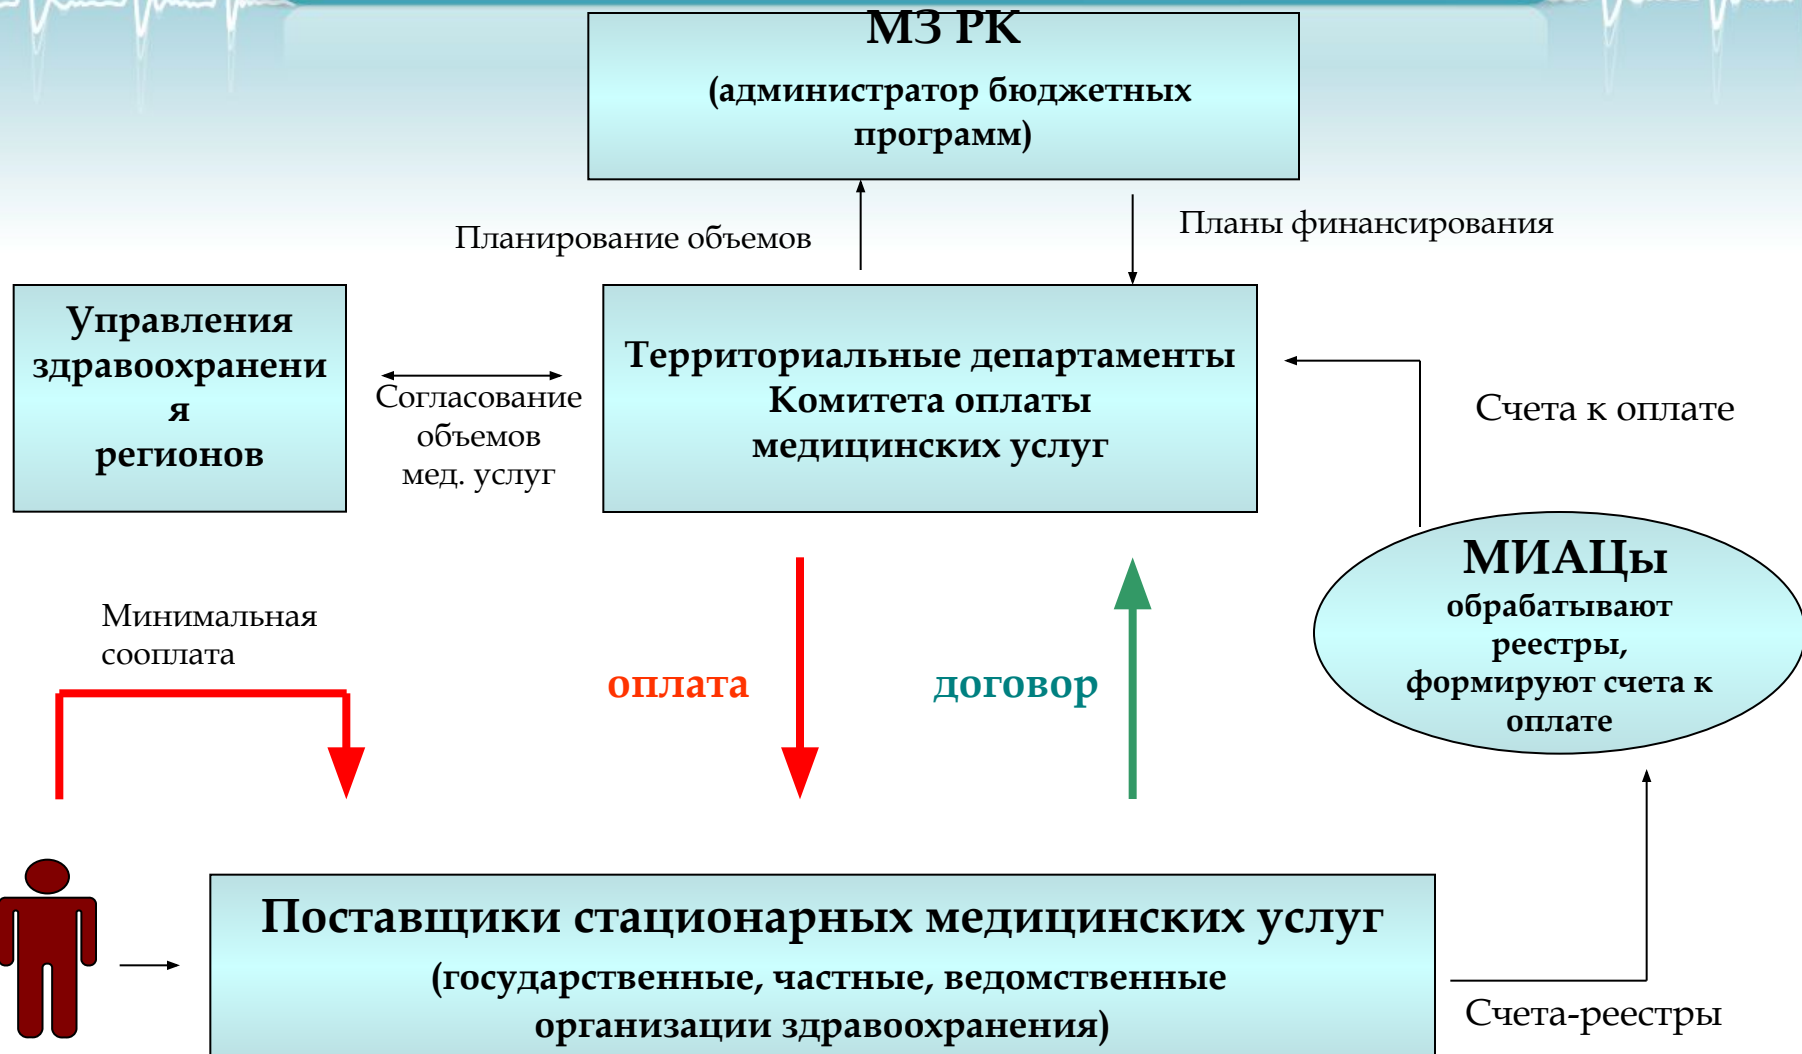 МЗ РК
(администратор бюджетных
программ)
Планирование объемов
Планы финансирования
Управления
здравоохранени
я
регионов
Согласование
объемов
мед. услуг
Территориальные департаменты
Комитета оплаты
медицинских услуг
Счета к оплате
МИАЦы
обрабатывают
реестры,
формируют счета к
оплате
Минимальная
сооплата
оплата
договор
Поставщики стационарных медицинских услуг
(государственные, частные, ведомственные
организации здравоохранения)
Счета-реестры